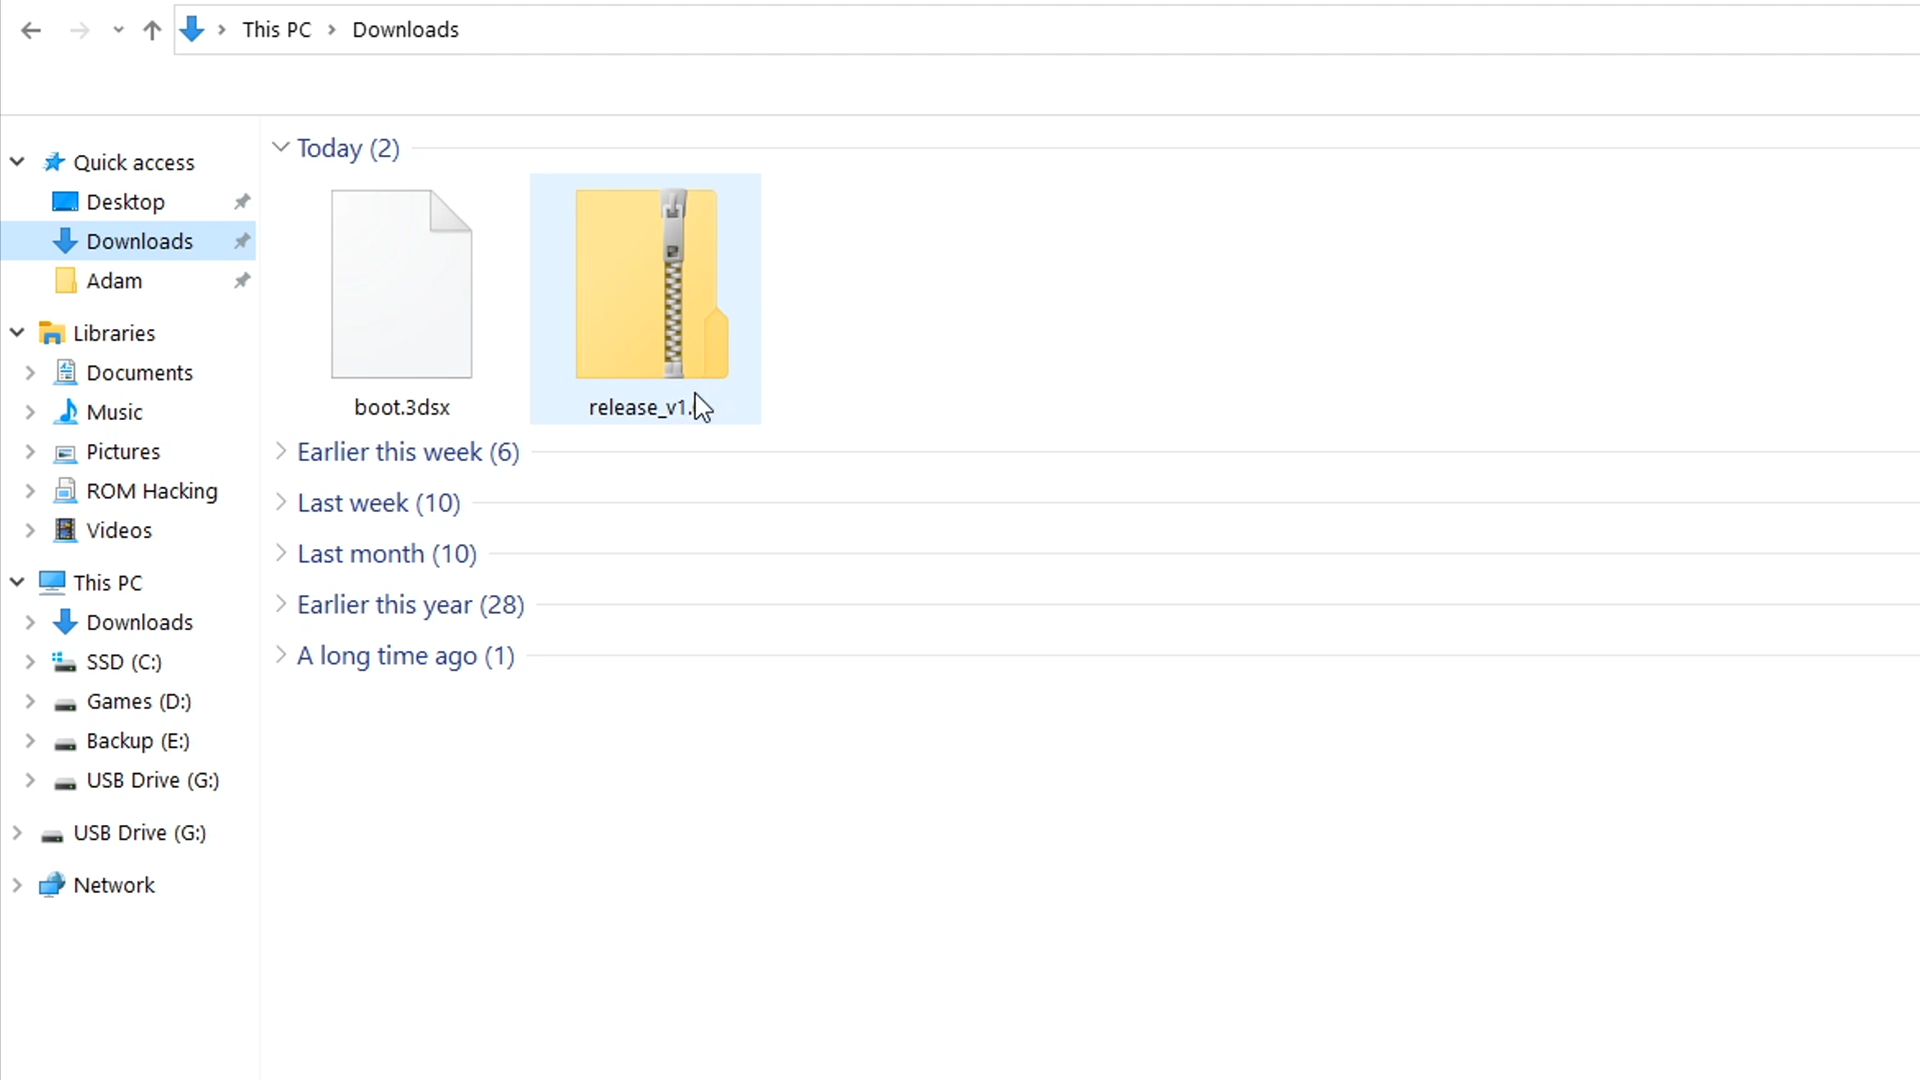 This PC > Downloads
Quick access
Desktop
Downloads
Adam
Libraries
Documents
Music
Pictures
ROM Hacking
Videos
This PC
Downloads
SSD (C:)
Games (D:)
Backup (E:)
USB Drive (G:)
USB Drive (G:)
Network
Today (2)
boot.3dsx
release_v1.
Earlier this week (6)
Last week (10)
Last month (10)
Earlier this year (28)
A long time ago (1)